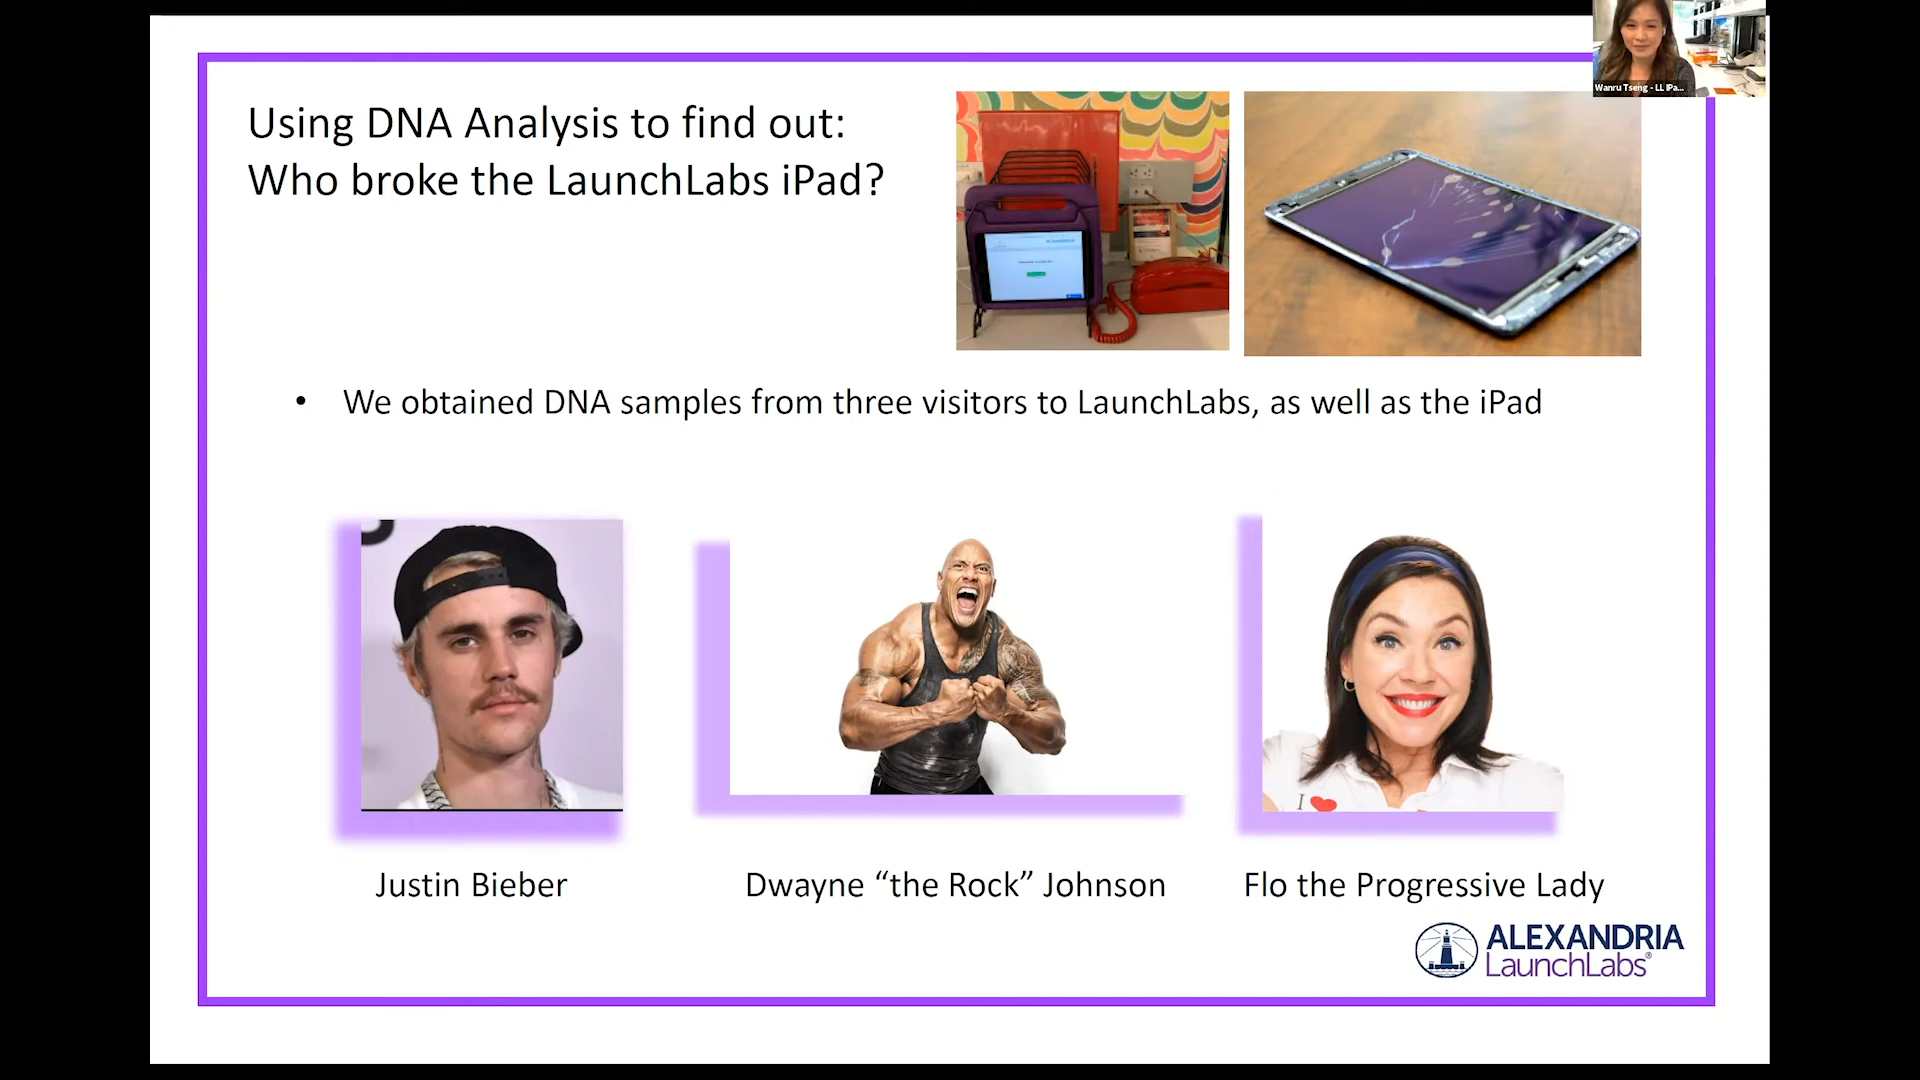 Wanru Tseng - LL IPa...
Using DNA Analysis to find out:
Who broke the LaunchLabs iPad?
• We obtained DNA samples from three visitors to LaunchLabs, as well as the iPad
I
Justin Bieber
Dwayne “the Rock” Johnson
Flo the Progressive Lady
ALEXANDRIA
LaunchLabs®